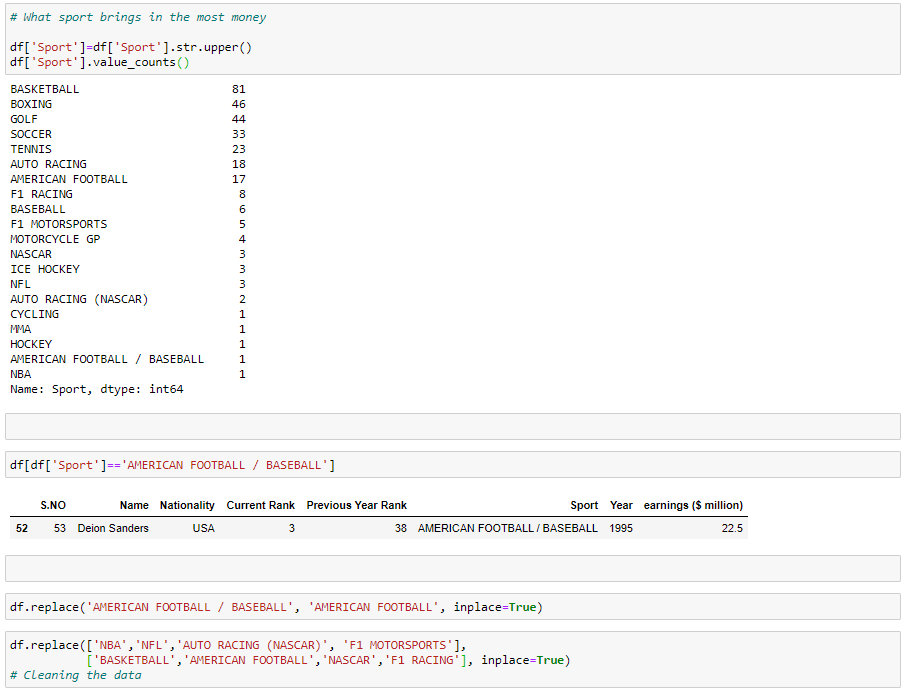 # What sport brings in the most money
df['Sport']=df['Sport'].str.upper()
df['Sport'].value_counts()
BASKETBALL 81
BOXING 46
GOLF 44
SOCCER 33
TENNIS 23
AUTO RACING 18
AMERICAN FOOTBALL 17
F1 RACING 8
BASEBALL 6
F1 MOTORSPORTS 5
MOTORCYCLE GP 4
NASCAR 3
ICE HOCKEY 3
NFL 3
AUTO RACING (NASCAR) 2
CYCLING 1
MMA 1
HOCKEY 1
AMERICAN FOOTBALL / BASEBALL 1
NBA 1
Name: Sport, dtype: int64
df[df['Sport']=='AMERICAN FOOTBALL / BASEBALL']
S.NO Name Nationality Current Rank Previous Year Rank Sport Year earnings ($ million)
52 53 Deion Sanders USA 3 38 AMERICAN FOOTBALL / BASEBALL 1995 22.5
df.replace('AMERICAN FOOTBALL / BASEBALL', 'AMERICAN FOOTBALL', inplace=True)
df.replace(['NBA','NFL','AUTO RACING (NASCAR)', 'F1 MOTORSPORTS'],
['BASKETBALL','AMERICAN FOOTBALL','NASCAR','F1 RACING'], inplace=True)
# Cleaning the data